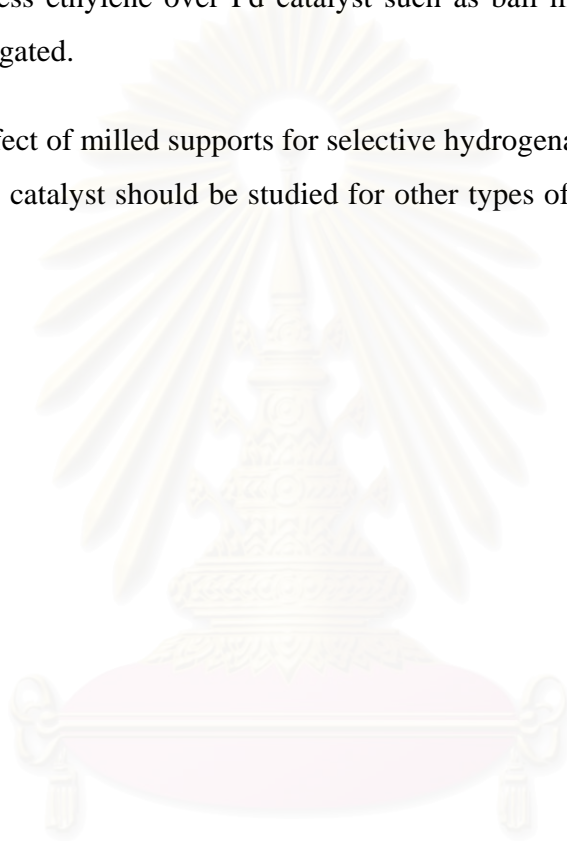 ess ethylene over Pd catalyst such as ball
gated.
fect of milled supports for selective
catalyst should be studied for other types of